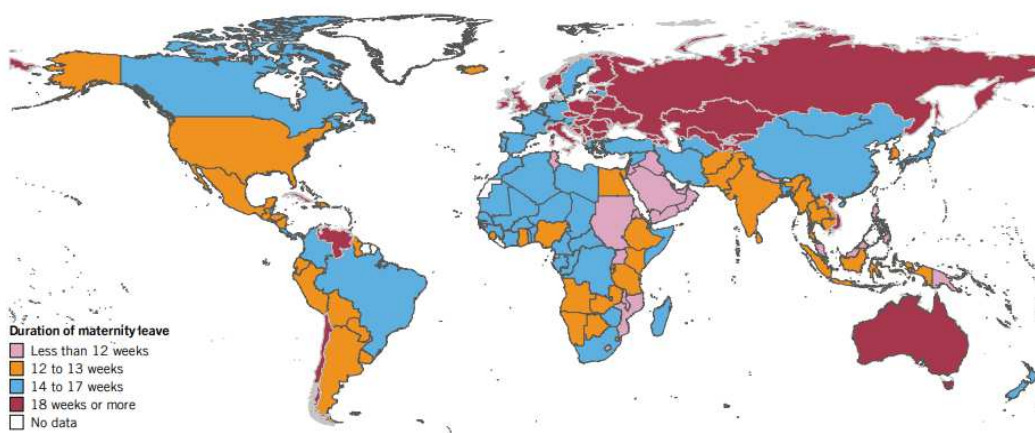 Duration of maternity leave
Less than 12 weeks
12 to 13 weeks
14 to 17 weeks
18 weeks or more
No data